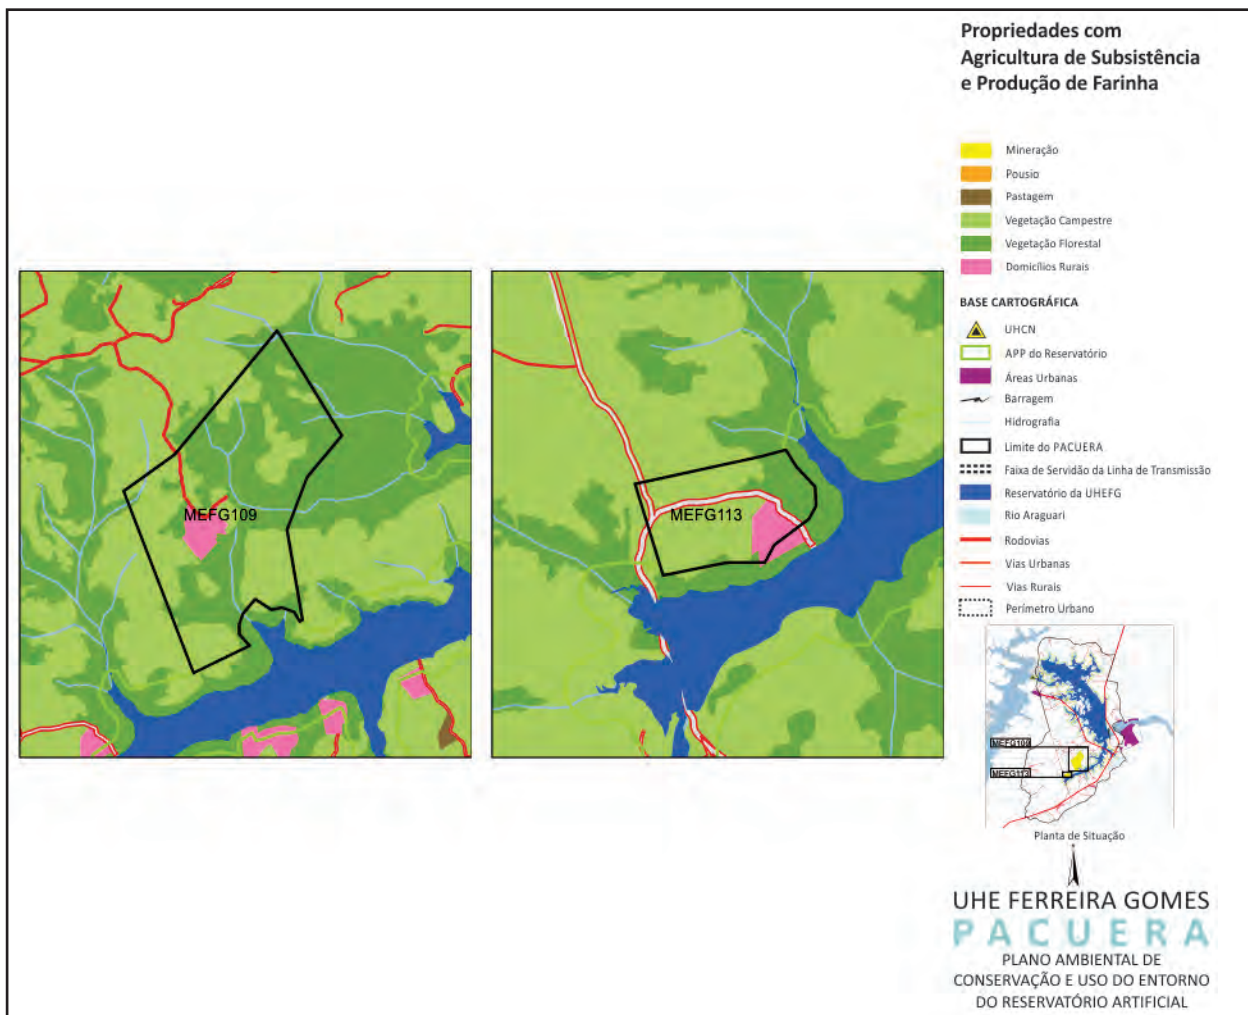 Propriedades com
Agricultura de Subsistência
e Produção de Farinha
Mineração
Pousio
Pastagem
Vegetação Campestre
Vegetação Florestal
Domicílios Rurais
BASE CARTOGRÁFICA
UHCN
APP do Reservatório
Áreas Urbanas
Barragem
Hidrografia
Limite do PACUERA
Faixa de Servidão da Linha de Transmissão
Reservatório da UHEFG
Rio Araguari
Rodovias
Vias Urbanas
Vias Rurais
Perímetro Urbano
MEFG109
MEFG113
MEFG109
MEFG113
Planta de Situação
UHE FERREIRA GOMES
PACUERA
PLANO AMBIENTAL DE
CONSERVAÇÃO E USO DO ENTORNO
DO RESERVATÓRIO ARTIFICIAL